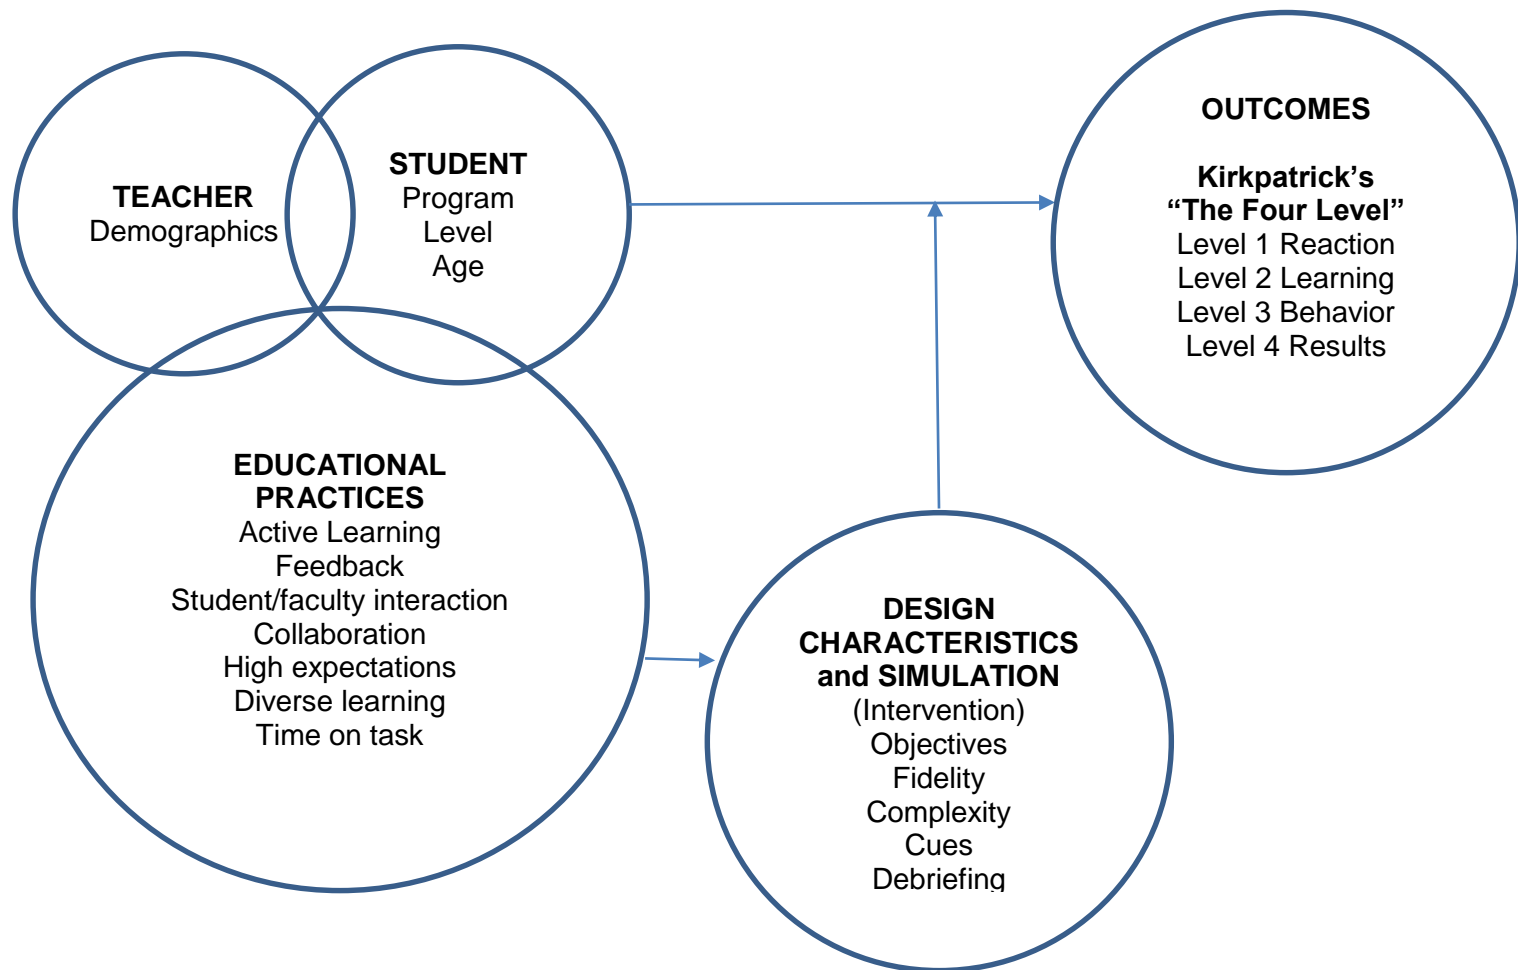 TEACHER
Demographics
STUDENT
Program
Level
Age
OUTCOMES
Kirkpatrick’s
“The Four Level”
Level 1 Reaction
Level 2 Learning
Level 3 Behavior
Level 4 Results
EDUCATIONAL
PRACTICES
Active Learning
Feedback
Student/faculty interaction
Collaboration
High expectations
Diverse learning
Time on task
DESIGN
CHARACTERISTICS
and SIMULATION
(Intervention)
Objectives
Fidelity
Complexity
Cues
Debriefing